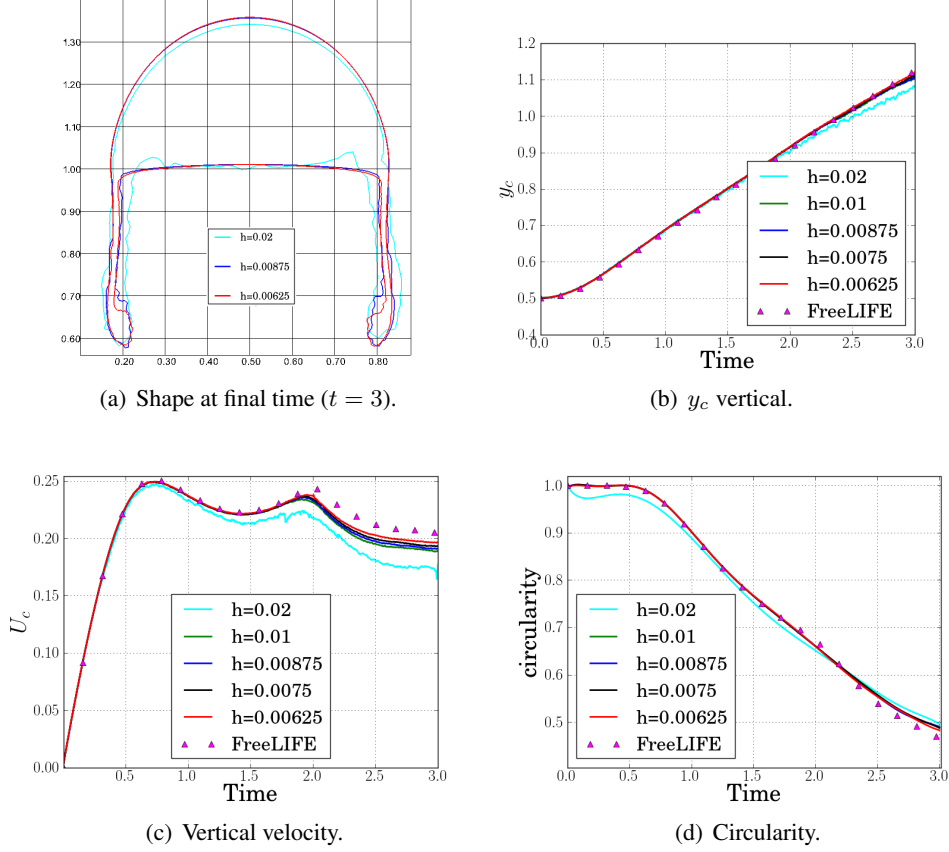 1.30
1.20
1.10
1.00
0.90
0.80
0.70
0.60
h=0.02
h=0.00875
h=0.00625
0.20
0.30
0.40
0.50
0.60
0.70
0.80
(a) Shape at final time (t = 3).
1.2
1.1
1.0
0.9
0.8
0.7
0.6
0.5
0.4
y_c
h=0.02
h=0.01
h=0.00875
h=0.0075
h=0.00625
FreeLIFE
0.0
0.5
1.0
1.5
2.0
2.5
3.0
Time
(b) y_c vertical.
0.25
0.20
0.15
0.10
0.05
0.00
U_c
h=0.02
h=0.01
h=0.00875
h=0.0075
h=0.00625
FreeLIFE
0.5
1.0
1.5
2.0
2.5
3.0
Time
(c) Vertical velocity.
1.0
0.9
0.8
0.7
0.6
0.5
circularity
h=0.02
h=0.01
h=0.00875
h=0.0075
h=0.00625
FreeLIFE
0.0
0.5
1.0
1.5
2.0
2.5
3.0
Time
(d) Circularity.